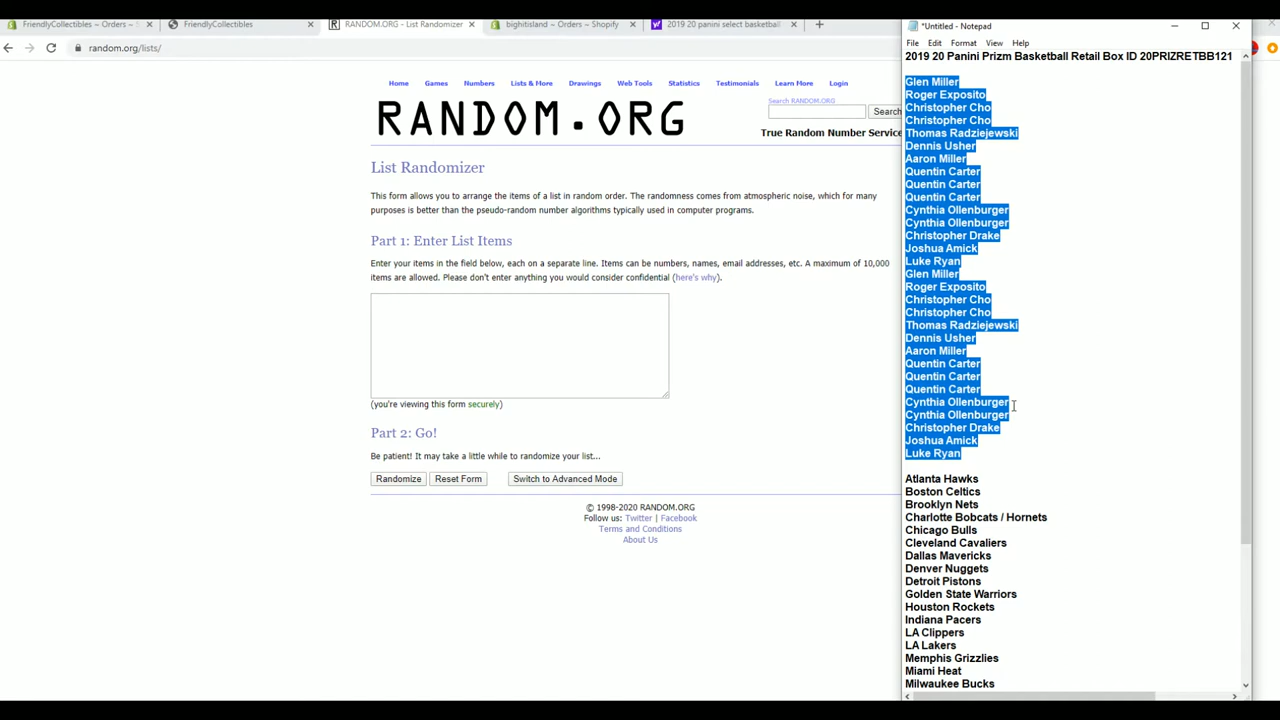 FriendlyCollectibles ~ Orders ~ S
FriendlyCollectibles
RANDOM.ORG - List Randomizer
bighitisland ~ Orders ~ Shopify
2019 20 panini select basketball
random.org/lists/
Home
Games
Numbers
Lists & More
Drawings
Web Tools
Statistics
Testimonials
Learn More
Login
RANDOM.ORG
Search RANDOM.ORG
Search
True Random Number Service
List Randomizer
This form allows you to arrange the items of a list in random order. The randomness comes from atmospheric noise, which for many
purposes is better than the pseudo-random number algorithms typically used in computer programs.
Part 1: Enter List Items
Enter your items in the field below, each on a separate line. Items can be numbers, names, email addresses, etc. A maximum of 10,000
items are allowed. Please don't enter anything you would consider confidential (here's why).
(you're viewing this form securely)
Part 2: Go!
Be patient! It may take a little while to randomize your list...
Randomize
Reset Form
Switch to Advanced Mode
© 1998-2020 RANDOM.ORG
Follow us: Twitter | Facebook
Terms and Conditions
About Us
*Untitled - Notepad
File Edit Format View Help
2019 20 Panini Prizm Basketball Retail Box ID 20PRIZRETBB121
Glen Miller
Roger Exposito
Christopher Cho
Christopher Cho
Thomas Radziejewski
Dennis Usher
Aaron Miller
Quentin Carter
Quentin Carter
Quentin Carter
Cynthia Ollenburger
Cynthia Ollenburger
Christopher Drake
Joshua Amick
Luke Ryan
Glen Miller
Roger Exposito
Christopher Cho
Christopher Cho
Thomas Radziejewski
Dennis Usher
Aaron Miller
Quentin Carter
Quentin Carter
Quentin Carter
Cynthia Ollenburger
Cynthia Ollenburger
Christopher Drake
Joshua Amick
Luke Ryan
Atlanta Hawks
Boston Celtics
Brooklyn Nets
Charlotte Bobcats / Hornets
Chicago Bulls
Cleveland Cavaliers
Dallas Mavericks
Denver Nuggets
Detroit Pistons
Golden State Warriors
Houston Rockets
Indiana Pacers
LA Clippers
LA Lakers
Memphis Grizzlies
Miami Heat
Milwaukee Bucks